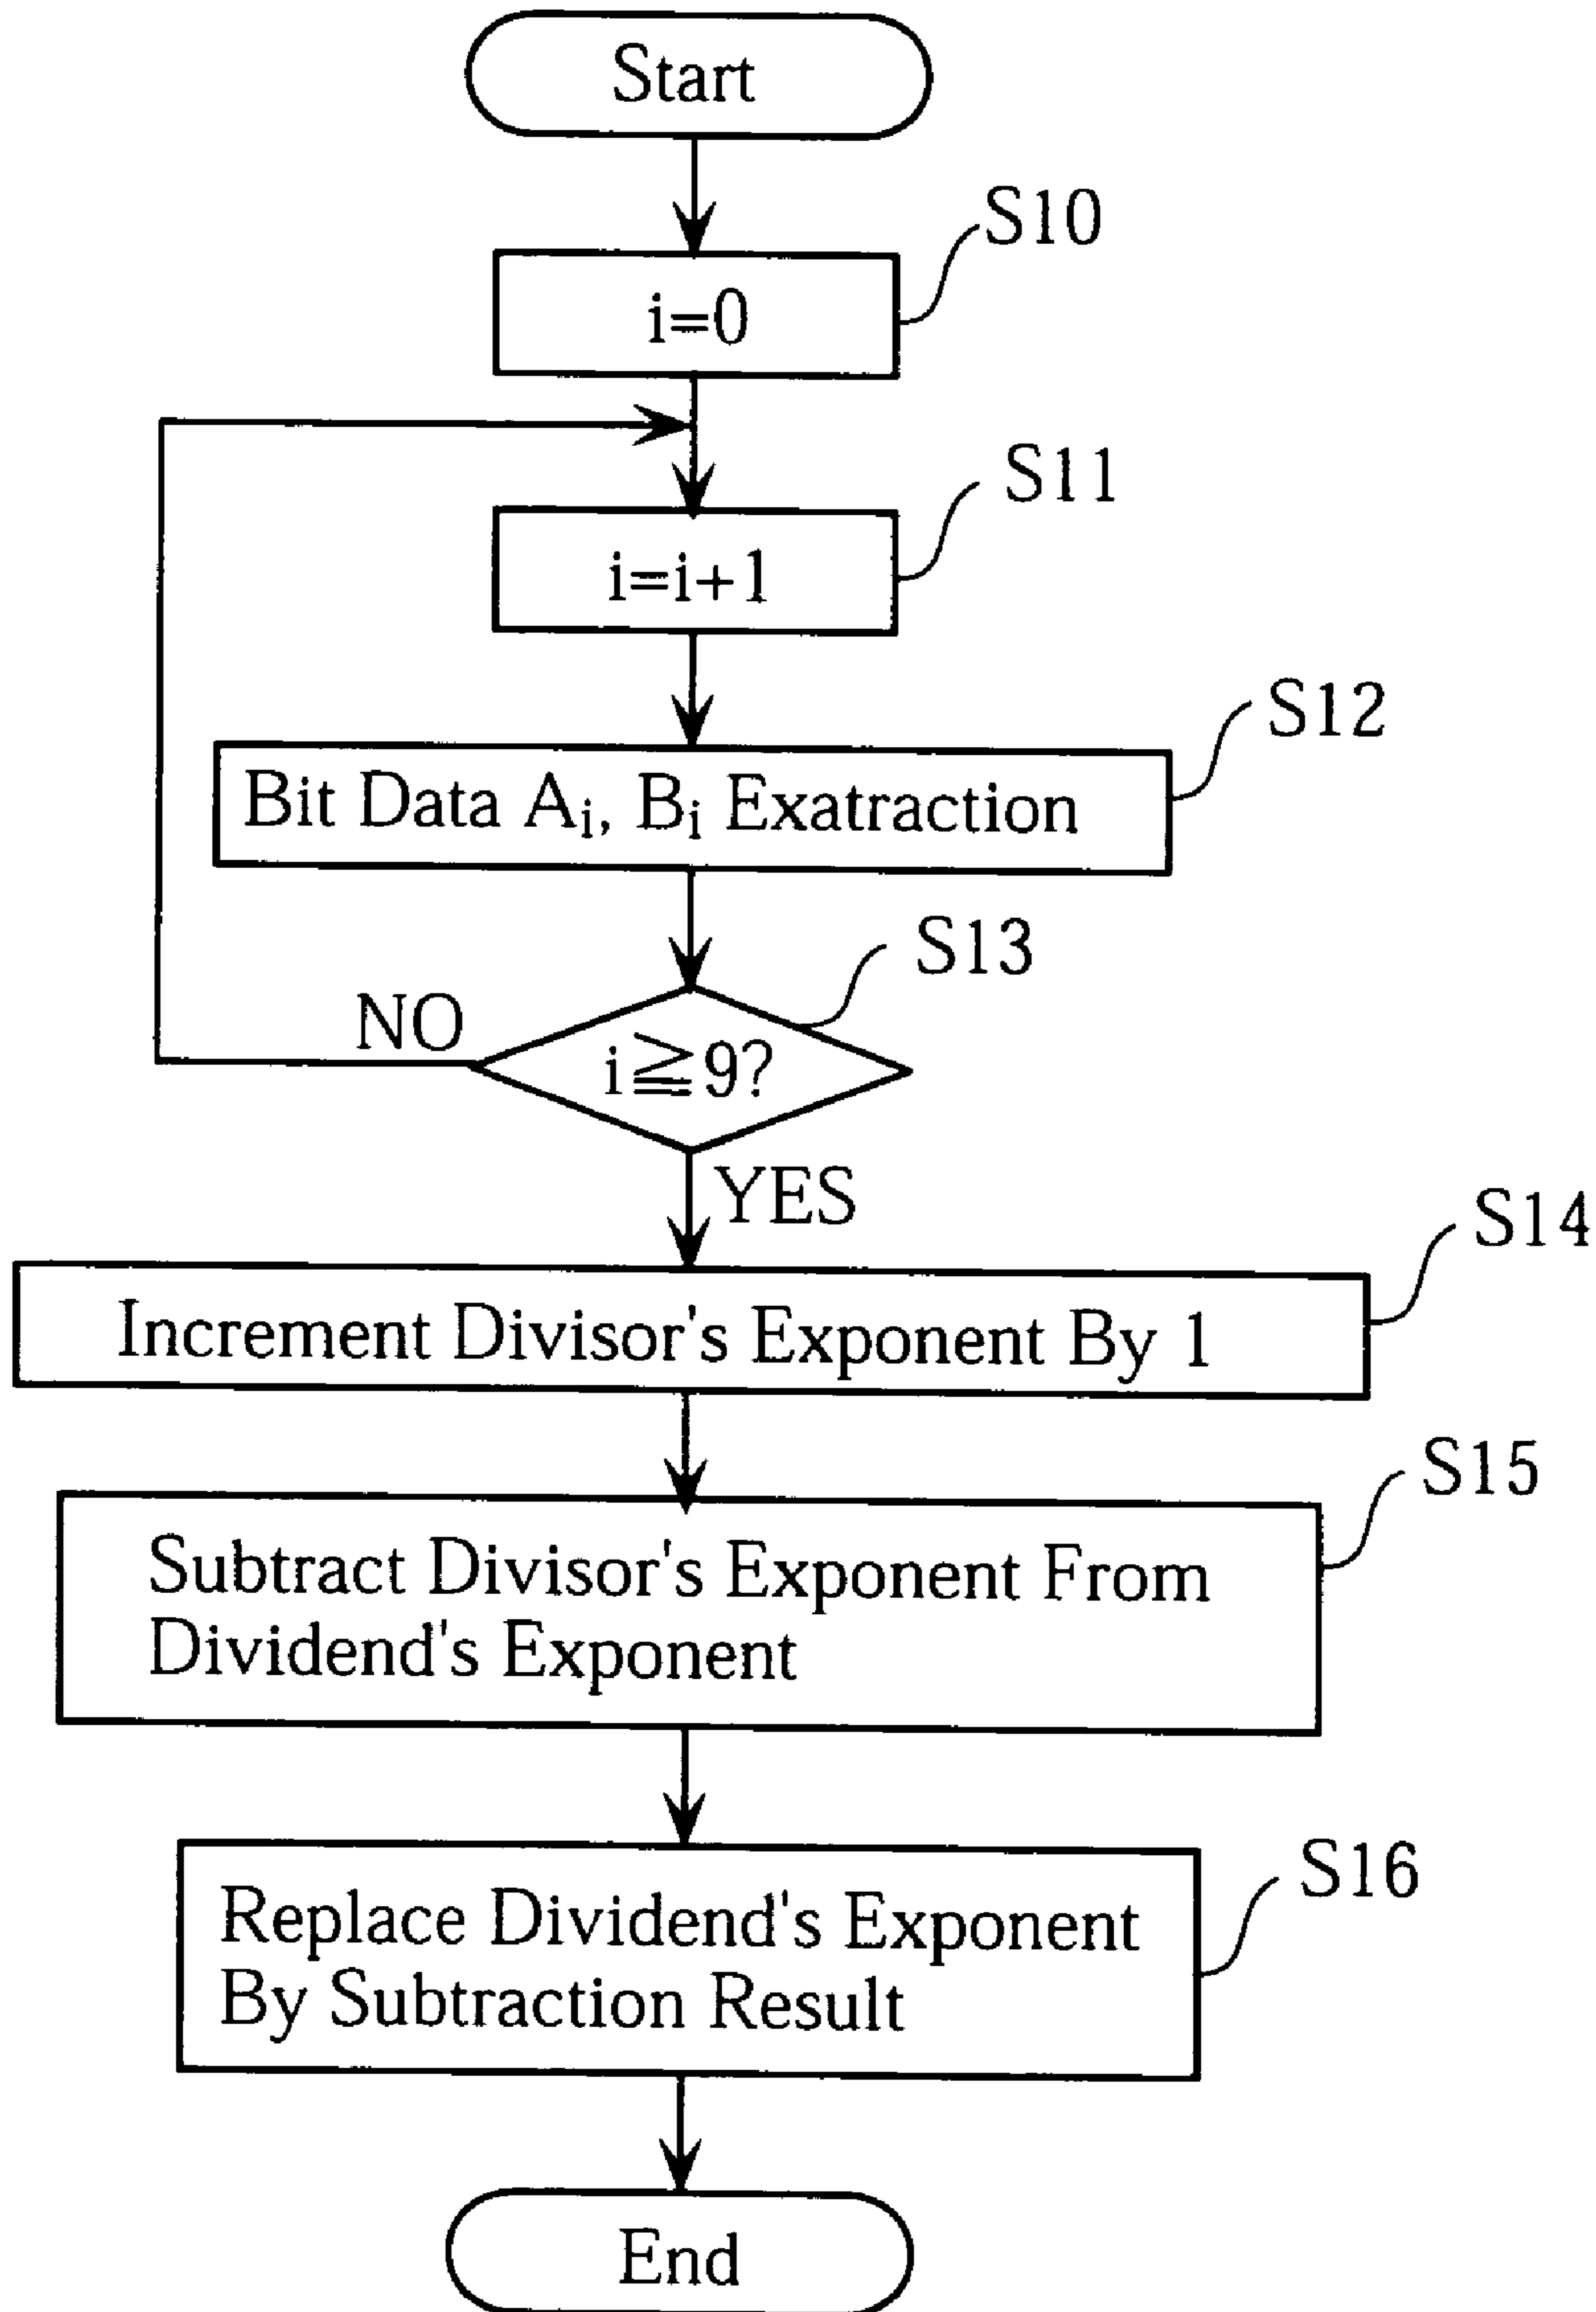 Start
S10
i=0
S11
i=i+1
S12
Bit Data Ai, Bi Exatraction
S13
NO
i≧9?
YES
S14
Increment Divisor's Exponent By 1
S15
Subtract Divisor's Exponent From
Dividend's Exponent
S16
Replace Dividend's Exponent
By Subtraction Result
End